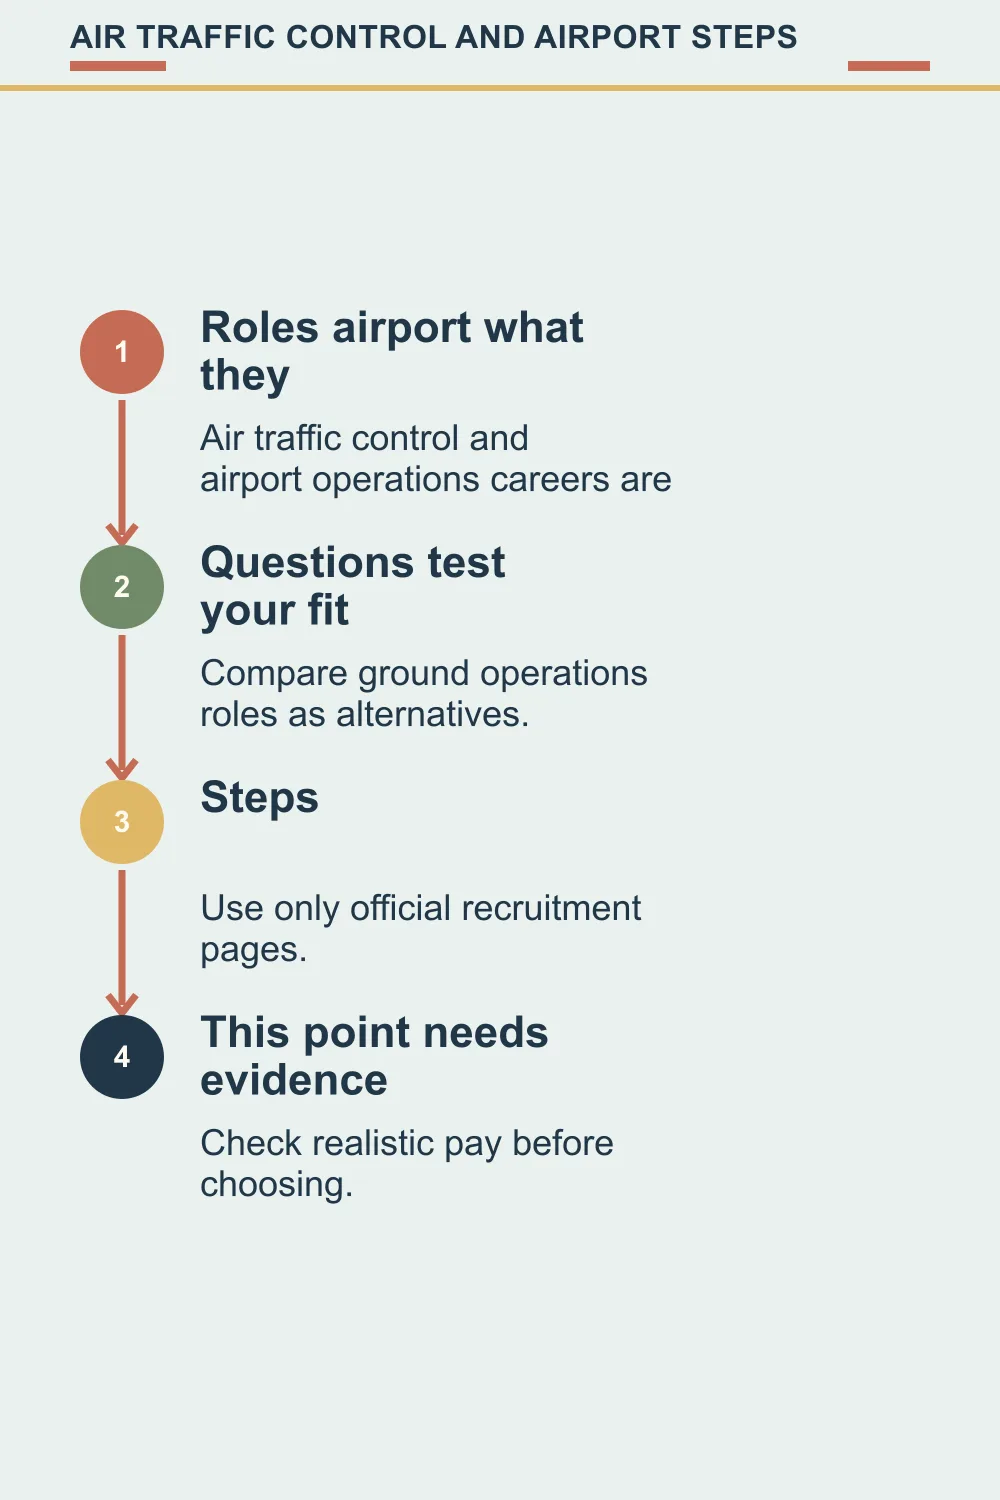 AIR TRAFFIC CONTROL AND AIRPORT STEPS
1
Roles airport what
they
Air traffic control and
airport operations careers are
2
Questions test
your fit
Compare ground operations
roles as alternatives.
3
Steps
Use only official recruitment
pages.
4
This point needs
evidence
Check realistic pay before
choosing.